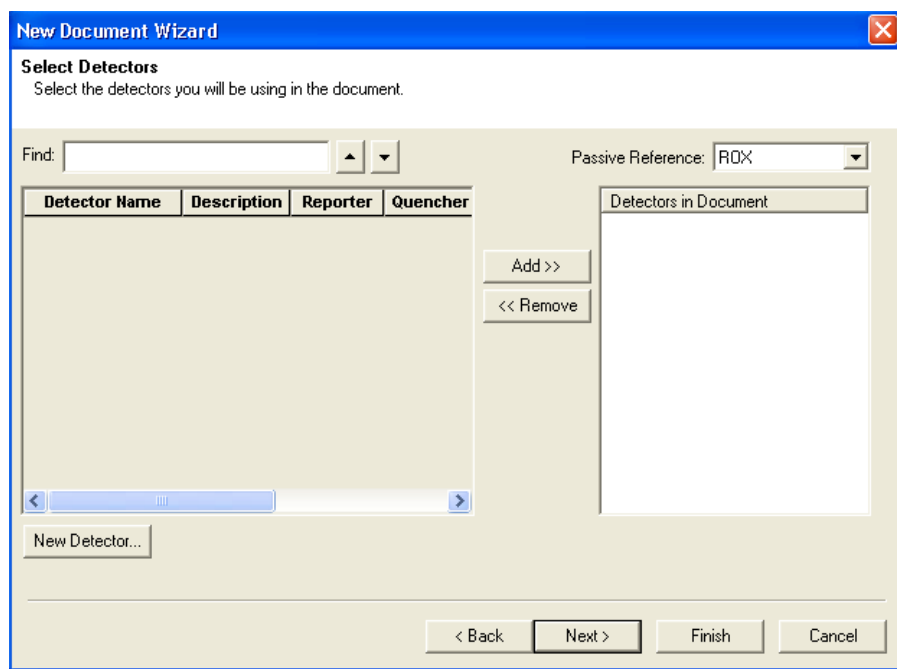 New Document Wizard
Select Detectors
Select the detectors you will be using in the document.
Find:
Passive Reference: ROX
Detector Name Description Reporter Quencher
Detectors in Document
Add >>
<< Remove
New Detector...
< Back Next > Finish Cancel